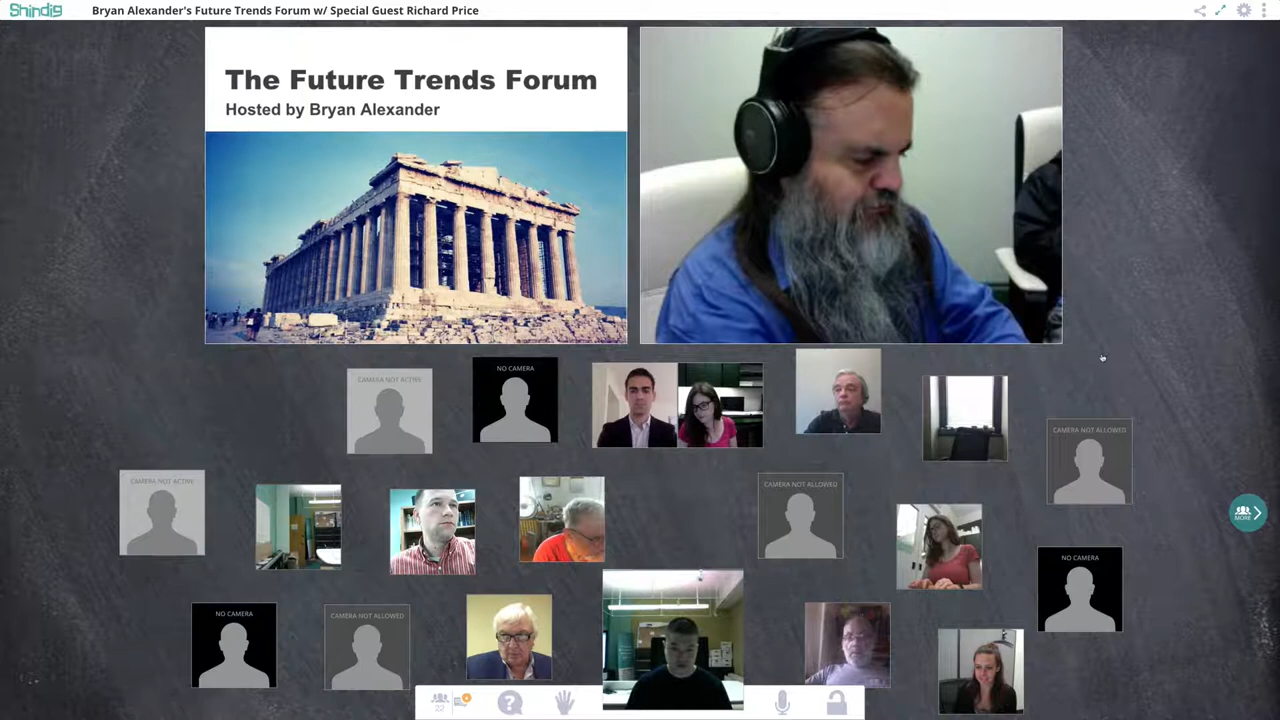 Shindig
Bryan Alexander's Future Trends Forum w/ Special Guest Richard Price
The Future Trends Forum
Hosted by Bryan Alexander
CAMERA NOT ACTIVE
NO CAMERA
CAMERA NOT ALLOWED
CAMERA NOT ACTIVE
CAMERA NOT ALLOWED
MORE
NO CAMERA
NO CAMERA
CAMERA NOT ALLOWED
22